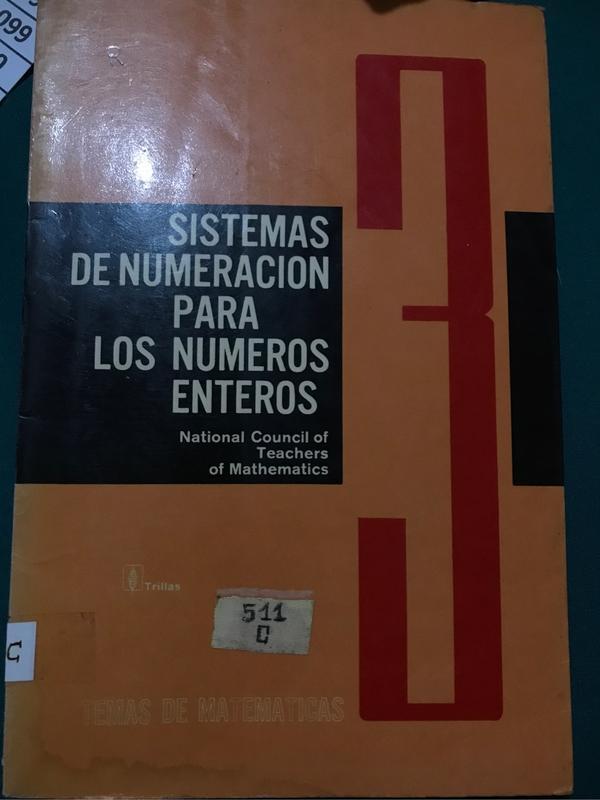 099
SISTEMAS
DE NUMERACION
PARA
LOS NUMEROS
ENTEROS
National Council of
Teachers
of Mathematics
3
Trillas
511
C
C
TEMAS DE MATEMATICAS